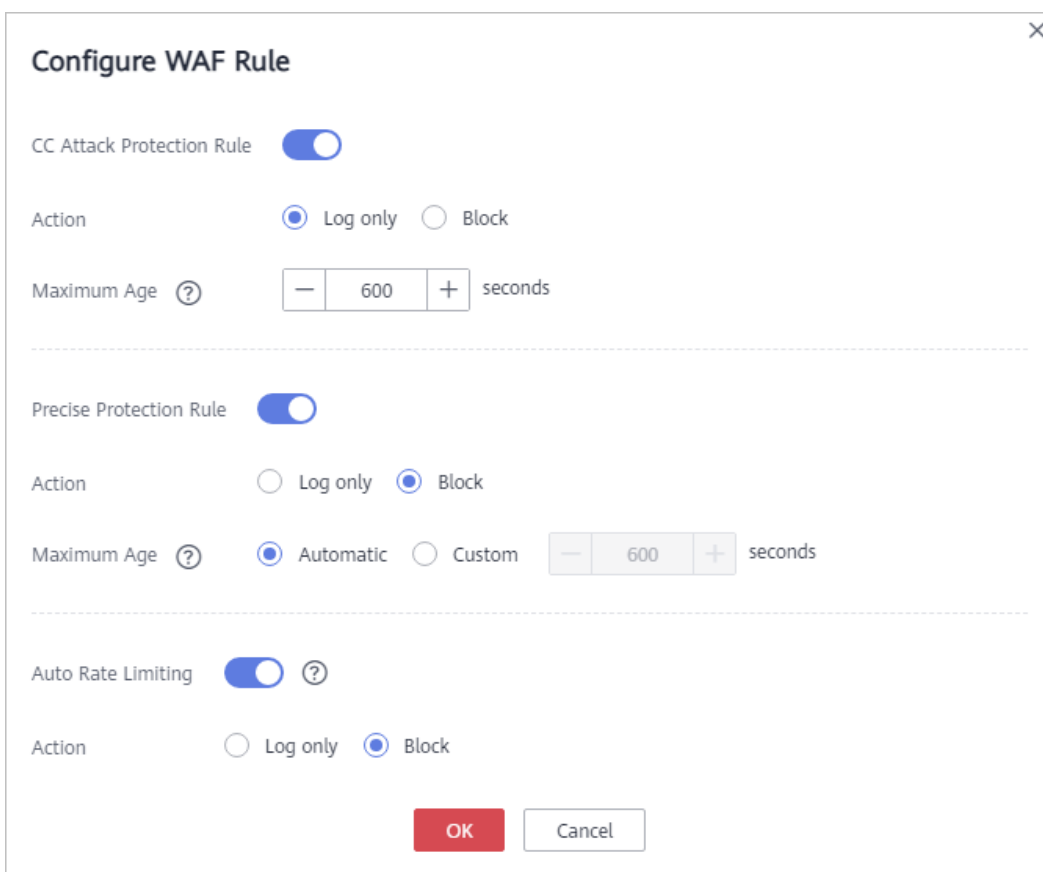 Configure WAF Rule
CC Attack Protection Rule
Action Log only Block
Maximum Age ? − 600 + seconds
Precise Protection Rule
Action Log only Block
Maximum Age ? Automatic Custom − 600 + seconds
Auto Rate Limiting ?
Action Log only Block
OK Cancel